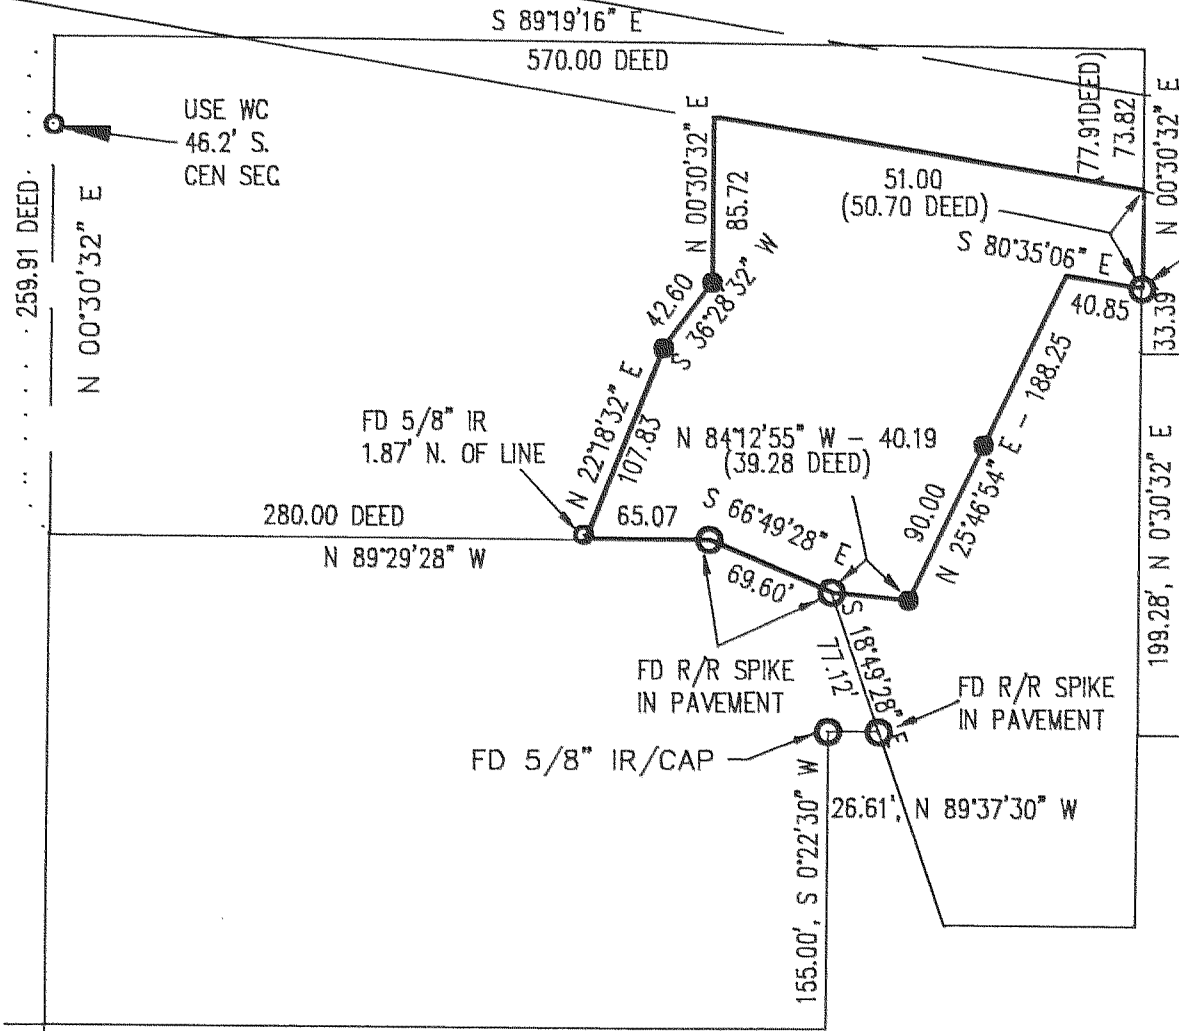 S 89°19'16" E
570.00 DEED
(77.91DEED)
73.82
N 00°30'32" E
USE WC
46.2' S.
CEN SEC
259.91 DEED
N 00°30'32" E
N 00°30'32" E
85.72
51.00
(50.70 DEED)
S 80°35'06" E
40.85
33.39
42.60
S 36°28'32" W
N 22°18'32" E
107.83
FD 5/8" IR
1.87' N. OF LINE
N 84°12'55" W - 40.19
(39.28 DEED)
90.00
N 25°46'54" E - 188.25
280.00 DEED
N 89°29'28" W
65.07
S 66°49'28" E
69.60'
199.28', N 0°30'32" E
FD R/R SPIKE
IN PAVEMENT
S 18°49'28" E
77.12'
FD R/R SPIKE
IN PAVEMENT
FD 5/8" IR/CAP
26.61', N 89°37'30" W
155.00', S 0°22'30" W